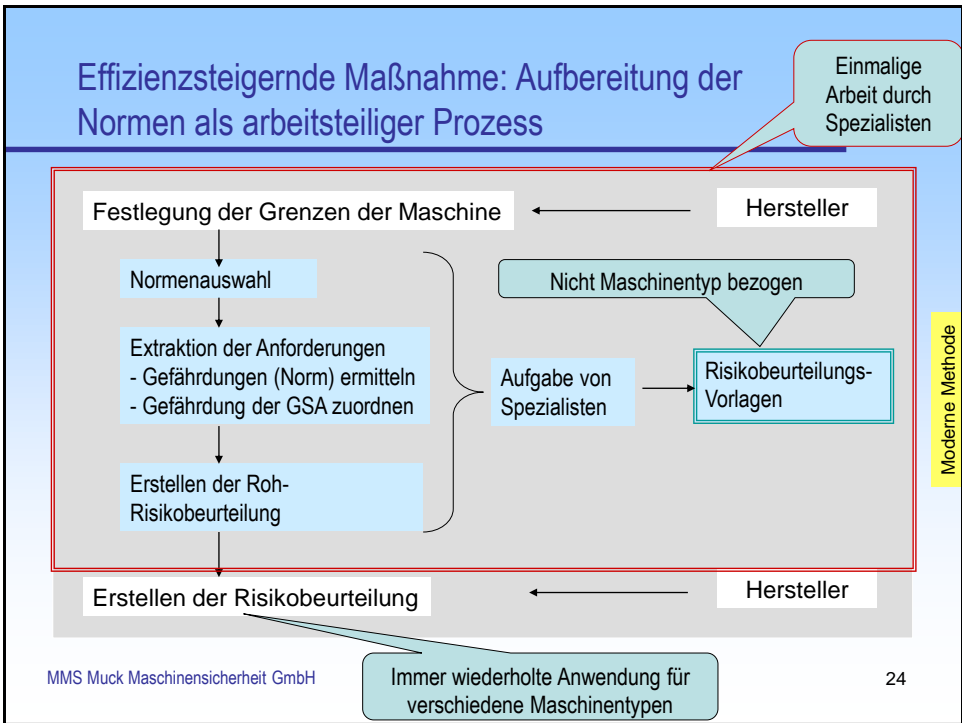 Effizienzsteigernde Maßnahme: Aufbereitung der
Normen als arbeitsteiliger Prozess
Einmalige
Arbeit durch
Spezialisten
Festlegung der Grenzen der Maschine
Hersteller
Normenauswahl
Nicht Maschinentyp bezogen
Extraktion der Anforderungen
- Gefährdungen (Norm) ermitteln
- Gefährdung der GSA zuordnen
Aufgabe von
Spezialisten
Risikobeurteilungs-
Vorlagen
Moderne Methode
Erstellen der Roh-
Risikobeurteilung
Erstellen der Risikobeurteilung
Hersteller
MMS Muck Maschinensicherheit GmbH
Immer wiederholte Anwendung für
verschiedene Maschinentypen
24